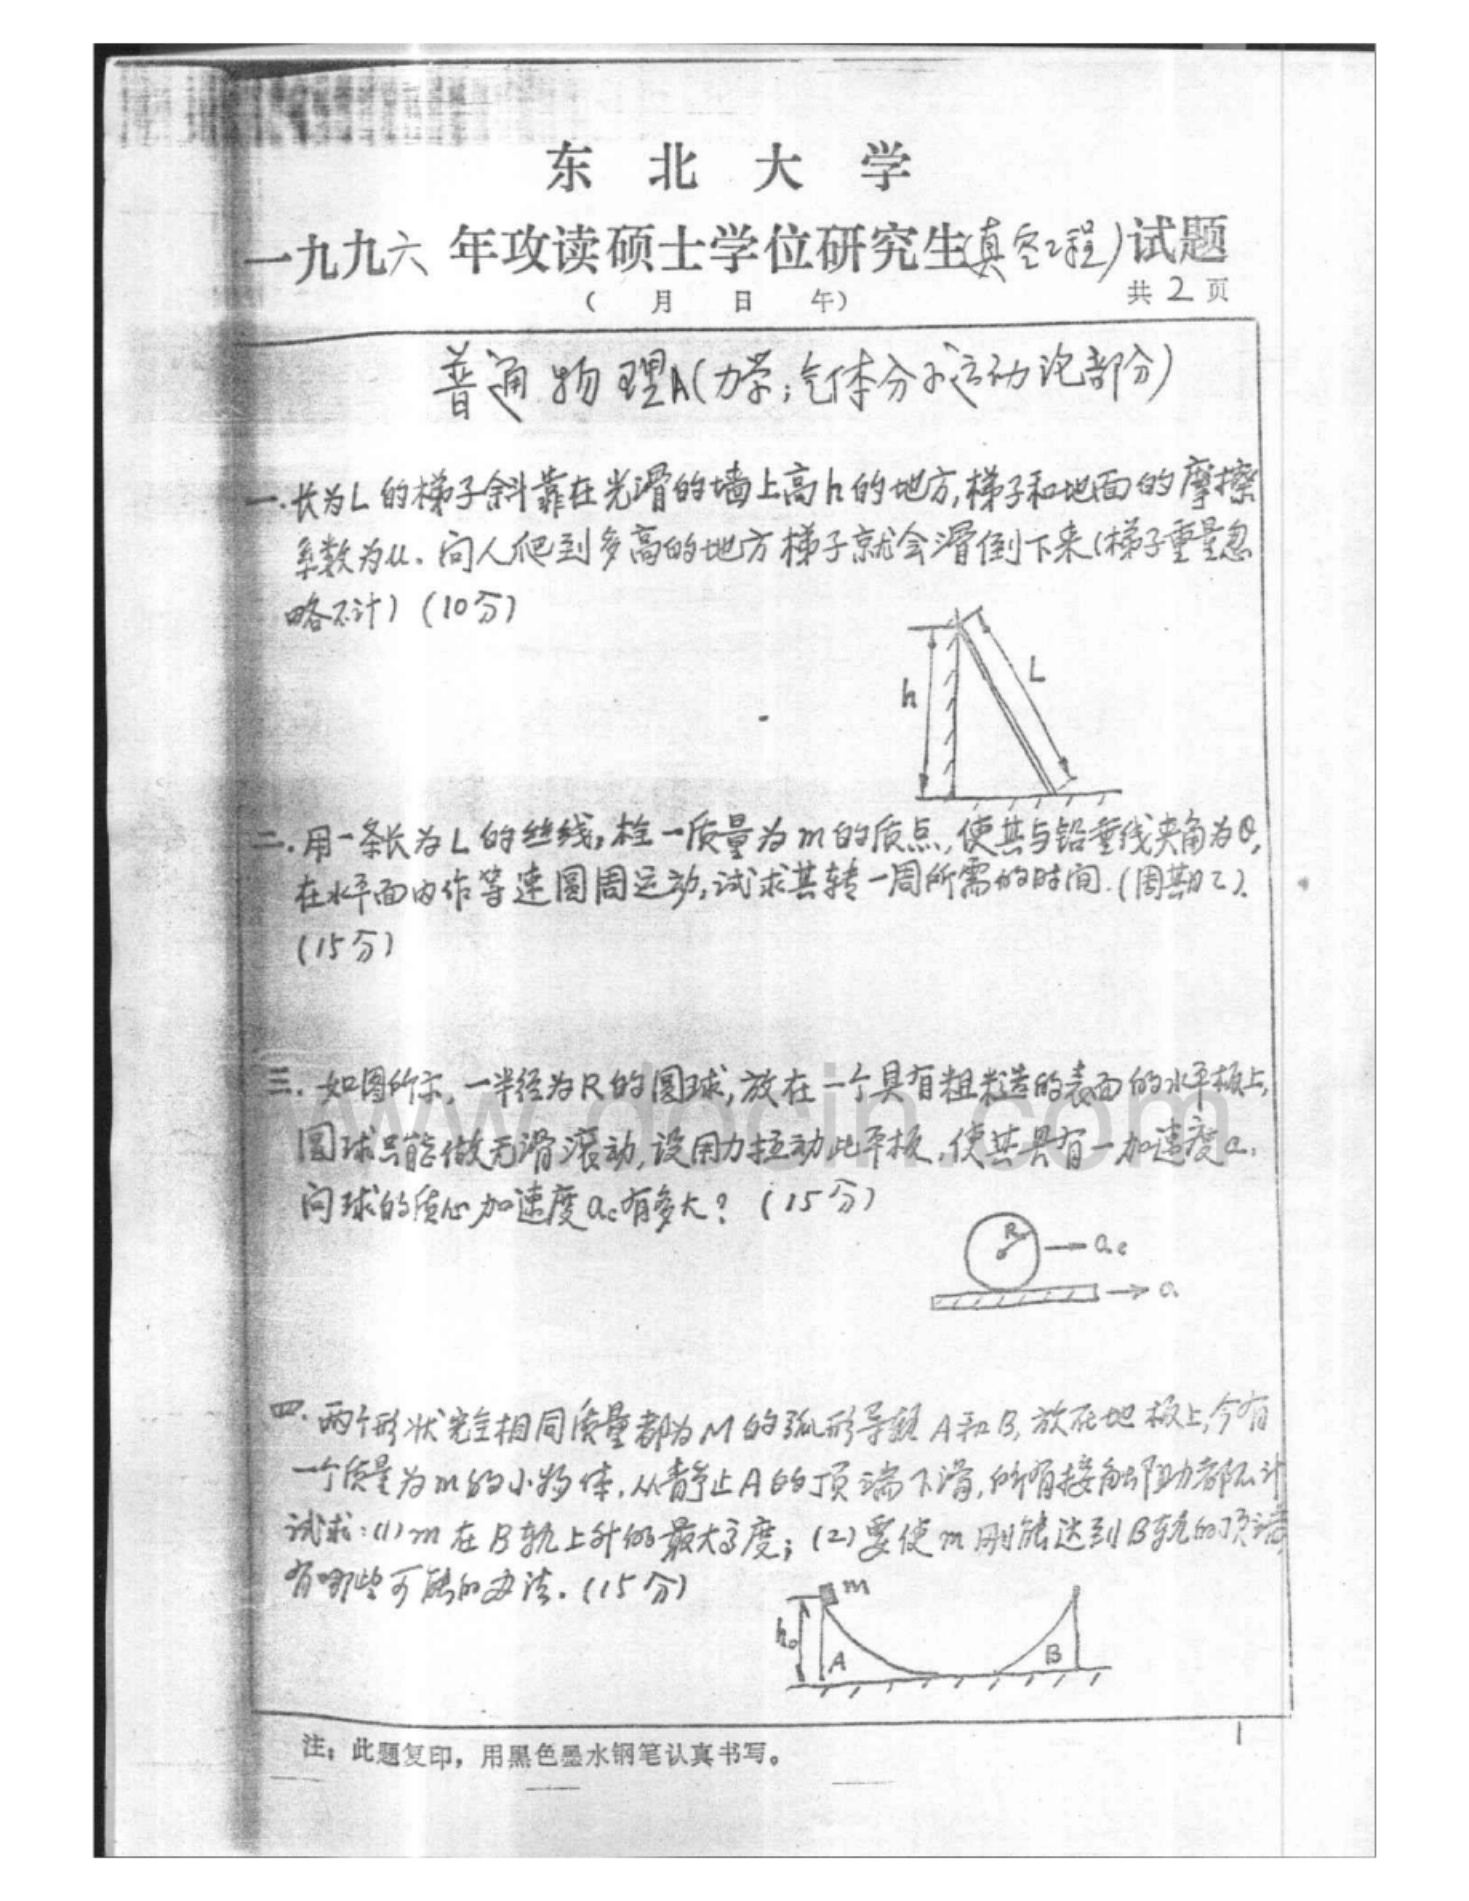 东北大学
一九九六年攻读硕士学位研究生(真空工程)试题
( 月 日 午)
共2页
普通物理A(力学;气体分子运动论部分)
一.长为L的梯子斜靠在光滑的墙上高h的地方,梯子和地面的摩擦
系数为μ.问人爬到多高的地方梯子就会滑倒下来(梯子重量忽
略不计)(10分)
h
L
二.用一条长为L的丝线,拴一质量为m的质点,使其与铅垂线夹角为θ,
在水平面内作等速圆周运动,试求其转一周所需的时间.(周期τ).
(15分)
三.如图所示,一半径为R的圆球,放在一个具有粗糙的表面的水平板上,
圆球只能做无滑滚动,设用力拉动此平板,使其具有一加速度a.
问球的质心加速度ac有多大?(15分)
R
ac
a
四.两个形状完全相同质量都为M的弧形导轨A和B,放在地板上,今有
一个质量为m的小物体,从静止A的顶端下滑,所有接触阻力都不计
试求:(1)m在B轨上升的最大高度;(2)要使m刚能达到B轨的顶端
有哪些可能的办法.(15分)
m
h₀
A
B
注:此题复印,用黑色墨水钢笔认真书写。
1
www.docin.com